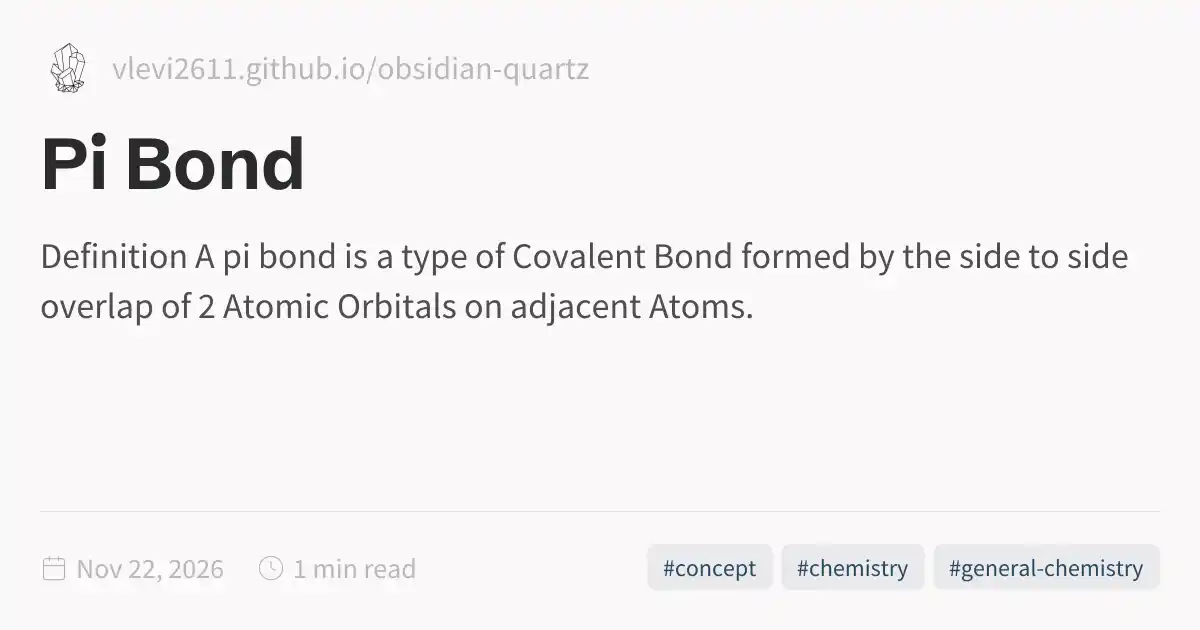 vlevi2611.github.io/obsidian-quartz
Pi Bond
Definition A pi bond is a type of Covalent Bond formed by the side to side
overlap of 2 Atomic Orbitals on adjacent Atoms.
Nov 22, 2026 1 min read #concept #chemistry #general-chemistry